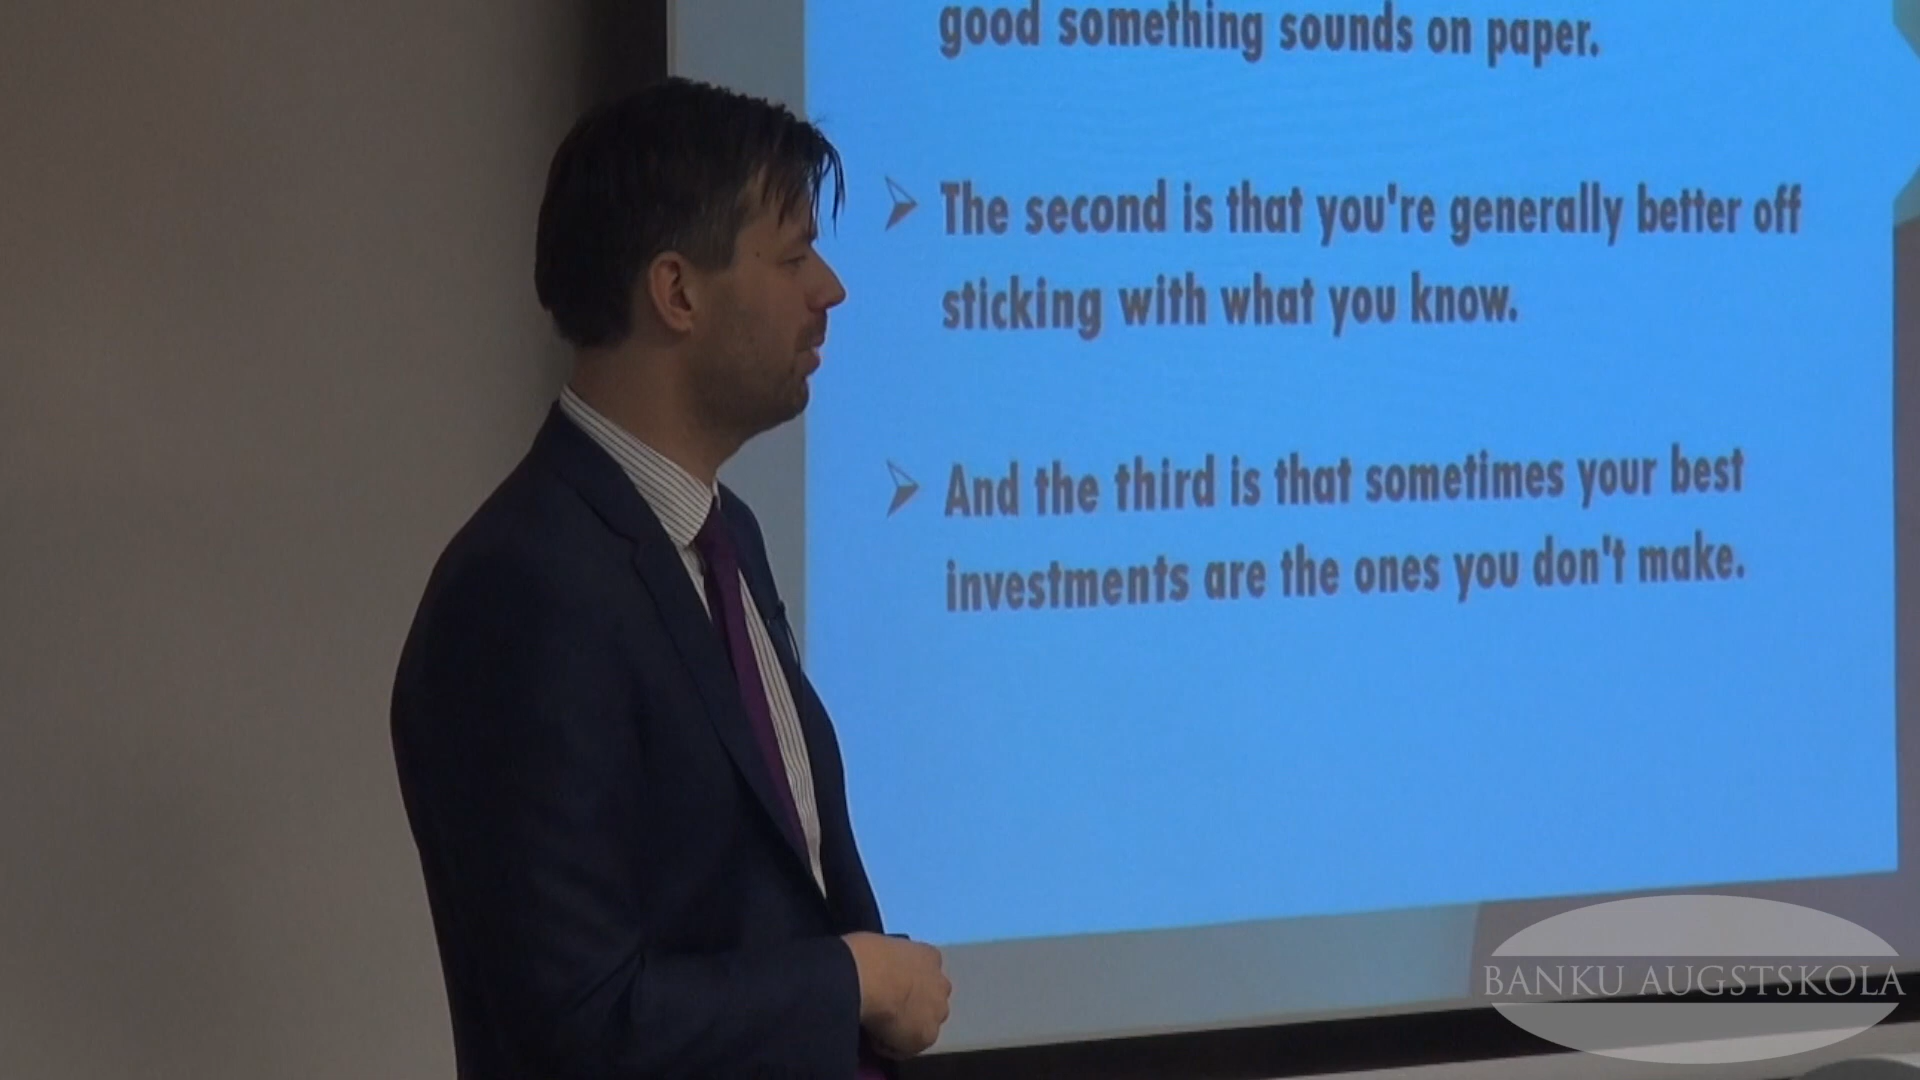 good something sounds on paper.
The second is that you're generally better off
sticking with what you know.
And the third is that sometimes your best
investments are the ones you don't make.
BANKU AUGSTSKOLA